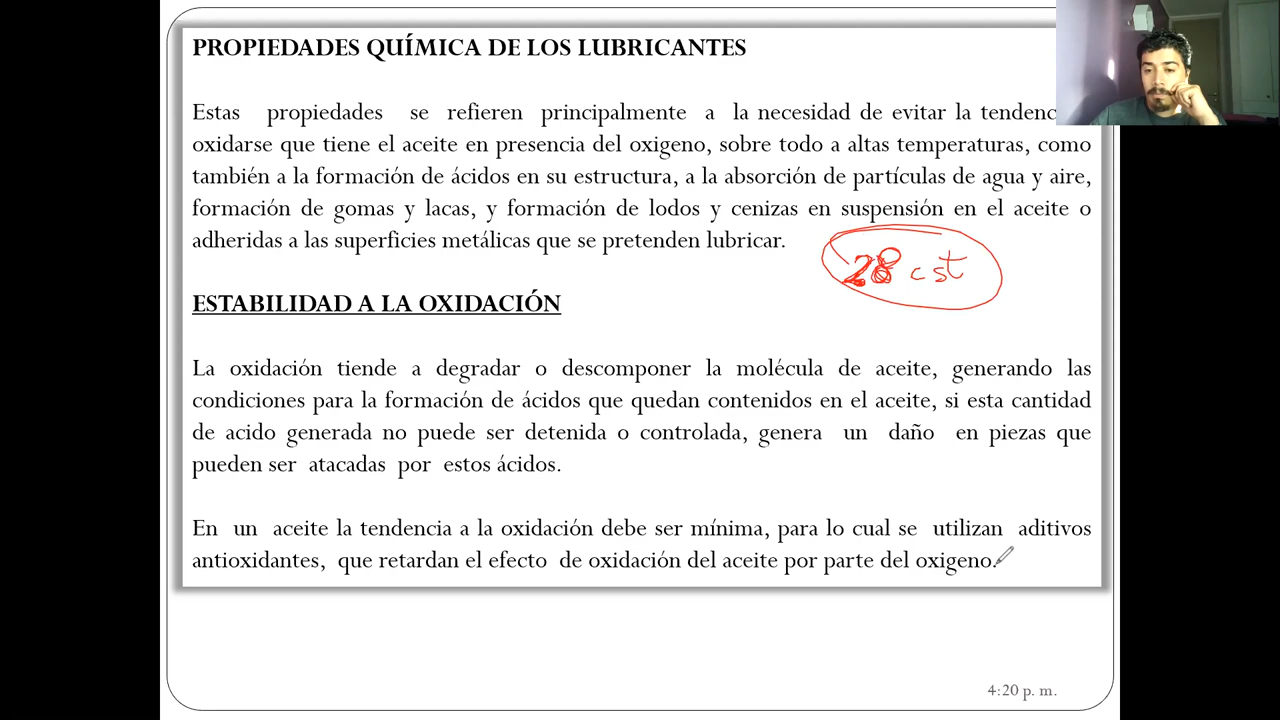 PROPIEDADES QUÍMICA DE LOS LUBRICANTES
Estas propiedades se refieren principalmente a la necesidad de evitar la
oxidarse que tiene el aceite en presencia del oxigeno, sobre todo a altas temperaturas, como
también a la formación de ácidos en su estructura, a la absorción de partículas de agua y aire,
formación de gomas y lacas, y formación de lodos y cenizas en suspensión en el aceite o
adheridas a las superficies metálicas que se pretenden lubricar.
28 cst
ESTABILIDAD A LA OXIDACIÓN
La oxidación tiende a degradar o descomponer la molécula de aceite, generando las
condiciones para la formación de ácidos que quedan contenidos en el aceite, si esta cantidad
de acido generada no puede ser detenida o controlada, genera un daño en piezas que
pueden ser atacadas por estos ácidos.
En un aceite la tendencia a la oxidación debe ser mínima, para lo cual se utilizan aditivos
antioxidantes, que retardan el efecto de oxidación del aceite por parte del oxigeno.
4:20 p. m.